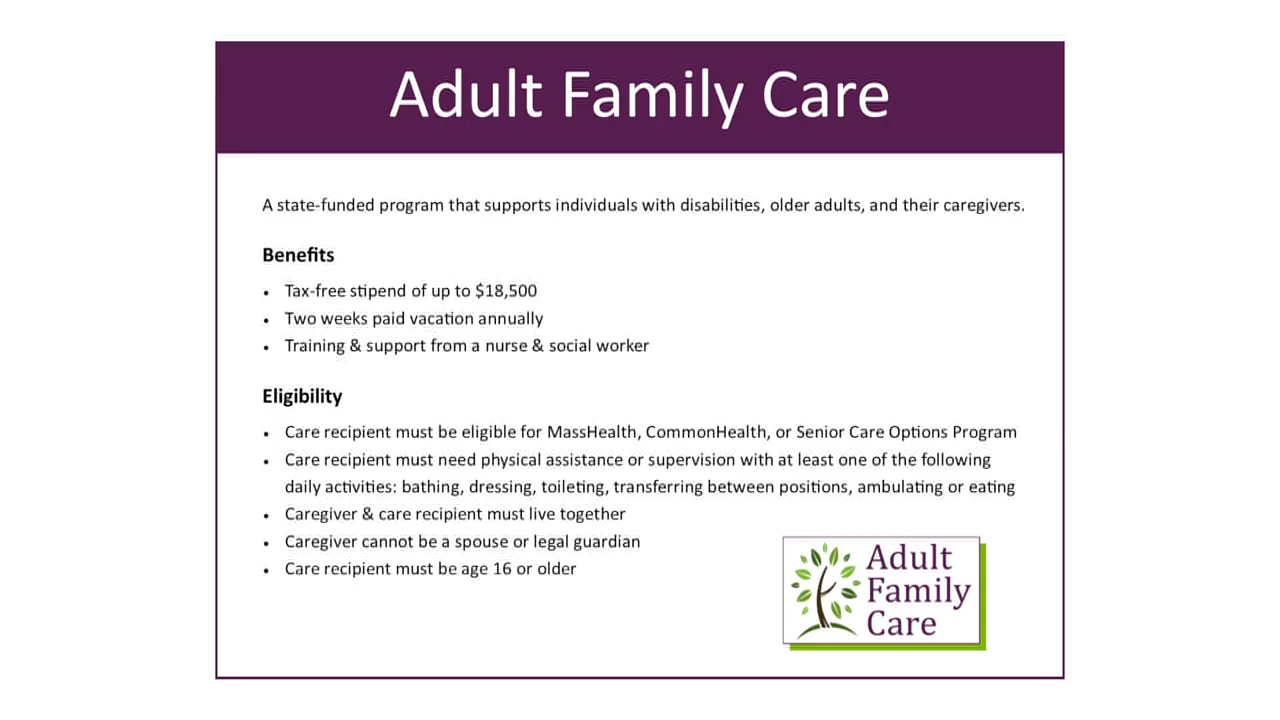 Adult Family Care
A state-funded program that supports individuals with disabilities, older adults, and their caregivers.
Benefits
• Tax-free stipend of up to $18,500
• Two weeks paid vacation annually
• Training & support from a nurse & social worker
Eligibility
• Care recipient must be eligible for MassHealth, CommonHealth, or Senior Care Options Program
• Care recipient must need physical assistance or supervision with at least one of the following
daily activities: bathing, dressing, toileting, transferring between positions, ambulating or eating
• Caregiver & care recipient must live together
• Caregiver cannot be a spouse or legal guardian
• Care recipient must be age 16 or older
Adult
Family
Care